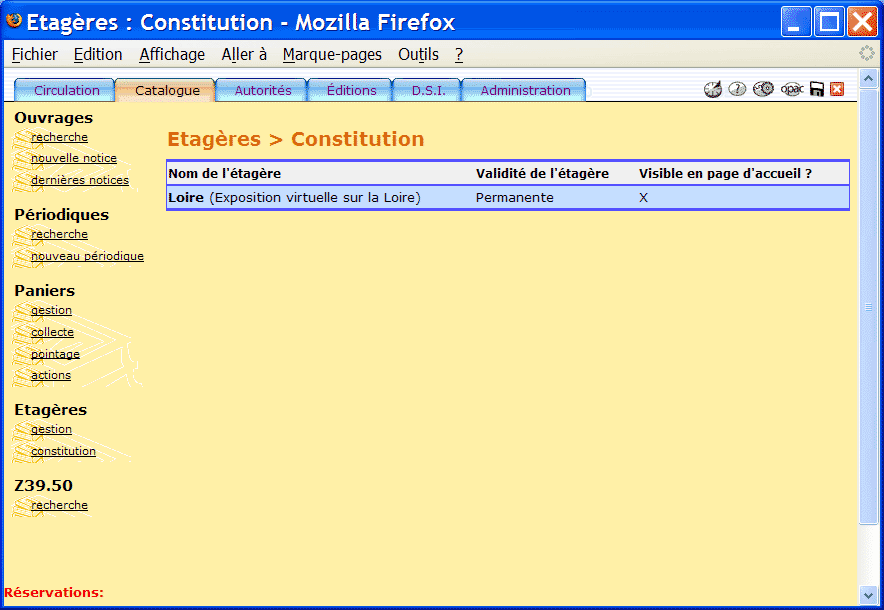 Etagères : Constitution - Mozilla Firefox
Fichier Edition Affichage Aller à Marque-pages Outils ?
Circulation Catalogue Autorités Éditions D.S.I. Administration opac
Ouvrages
recherche
nouvelle notice
dernières notices
Périodiques
recherche
nouveau périodique
Paniers
gestion
collecte
pointage
actions
Etagères
gestion
constitution
Z39.50
recherche
Réservations:
Etagères > Constitution
Nom de l'étagère Validité de l'étagère Visible en page d'accueil ?
Loire (Exposition virtuelle sur la Loire) Permanente X